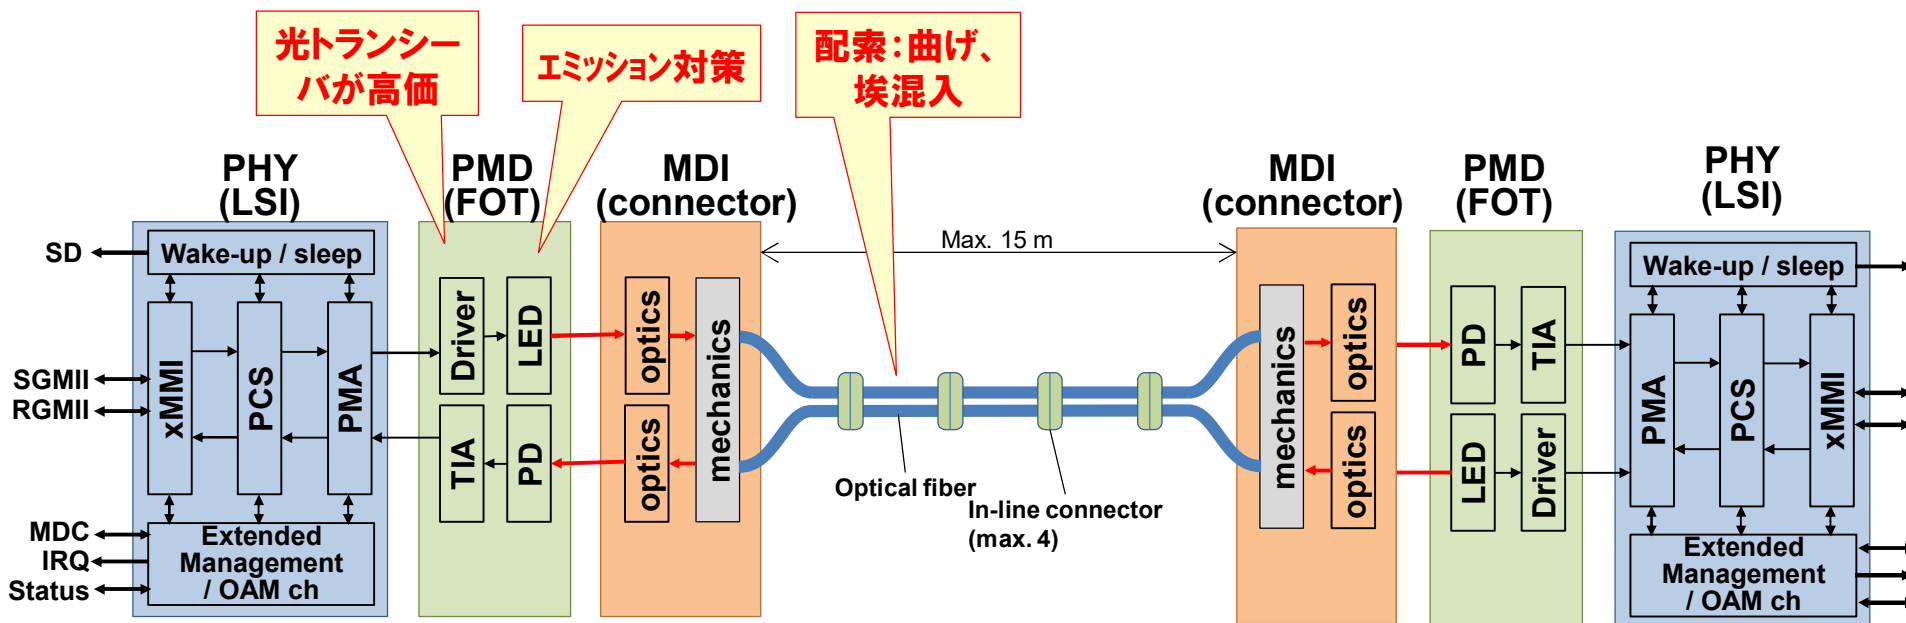 光トランシー
バが高価
エミッション対策
配索：曲げ、
埃混入
PHY
(LSI)
PMD
(FOT)
MDI
(connector)
MDI
(connector)
PMD
(FOT)
PHY
(LSI)
Max. 15 m
SD
Wake-up / sleep
SGMII
RGMII
xMMI
PCS
PMA
Driver
LED
TIA
PD
optics
optics
mechanics
MDC
IRQ
Status
Extended
Management
/ OAM ch
Optical fiber
In-line connector
(max. 4)
mechanics
optics
optics
PD
TIA
LED
Driver
Wake-up / sleep
PMA
PCS
xMMI
Extended
Management
/ OAM ch